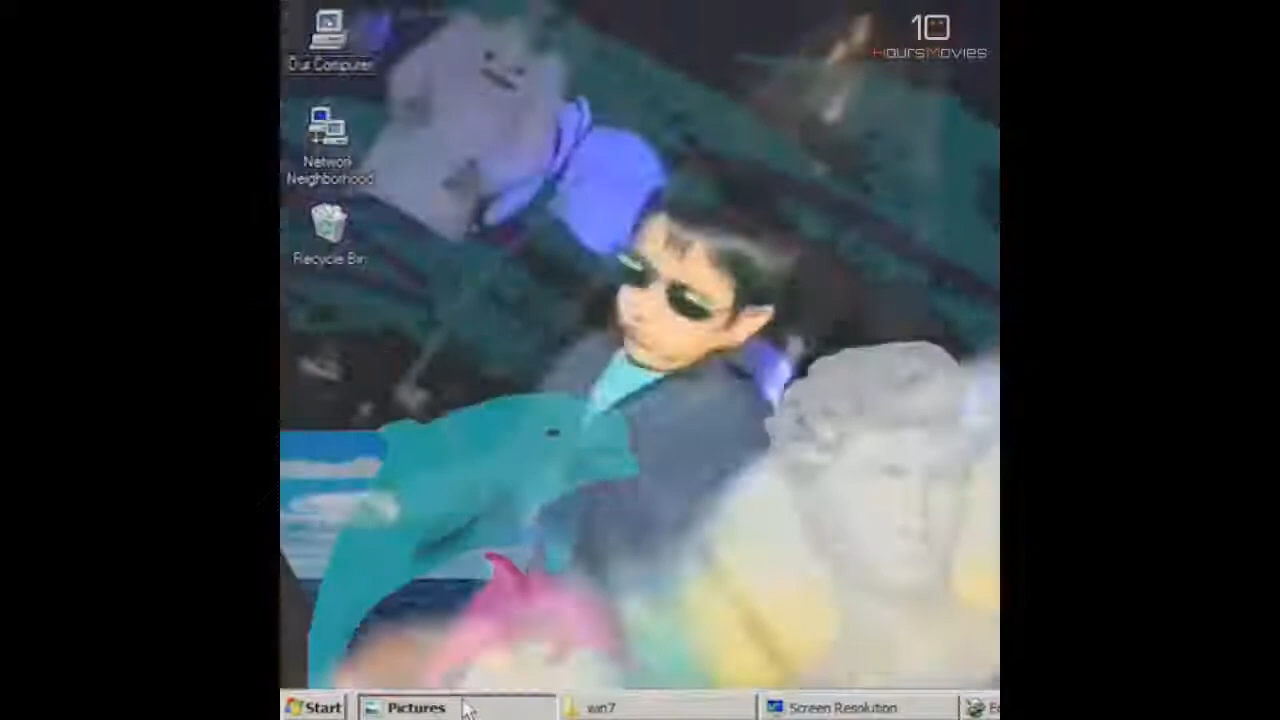 10
HoursMovies
Our Computer
Network
Neighborhood
Recycle Bin
Start
Pictures
win7
Screen Resolution